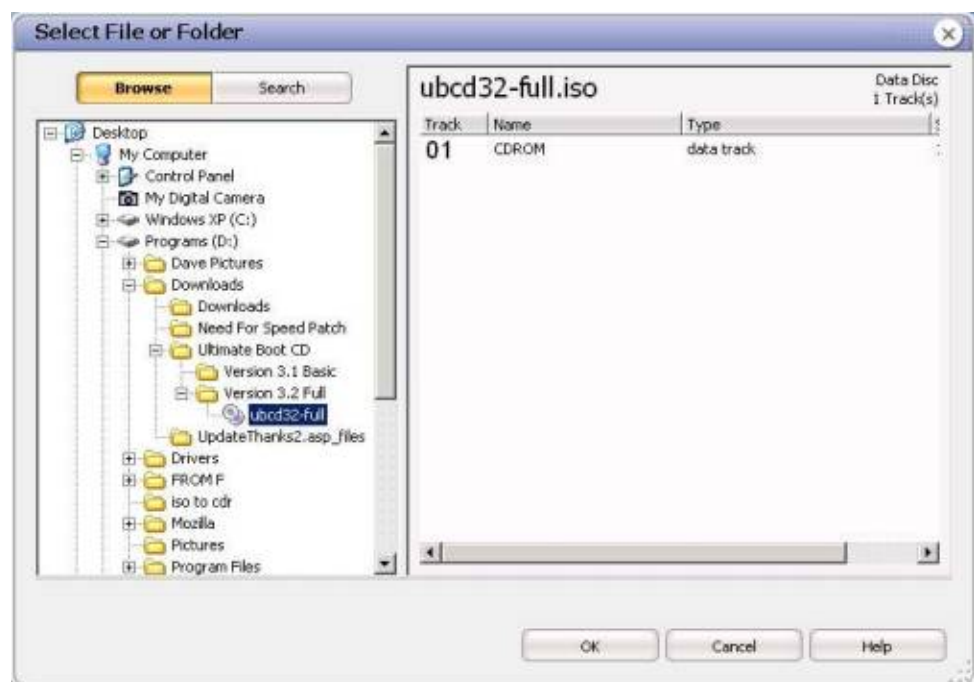 Select File or Folder
Browse Search
Desktop
My Computer
Control Panel
My Digital Camera
Windows XP (C:)
Programs (D:)
Dave Pictures
Downloads
Downloads
Need For Speed Patch
Ultimate Boot CD
Version 3.1 Basic
Version 3.2 Full
ubcd32-full
UpdateThanks2.asp_files
Drivers
FROM F
iso to cdr
Mozilla
Pictures
Program Files
ubcd32-full.iso
Data Disc
1 Track(s)
Track Name Type
01 CDROM data track
OK Cancel Help